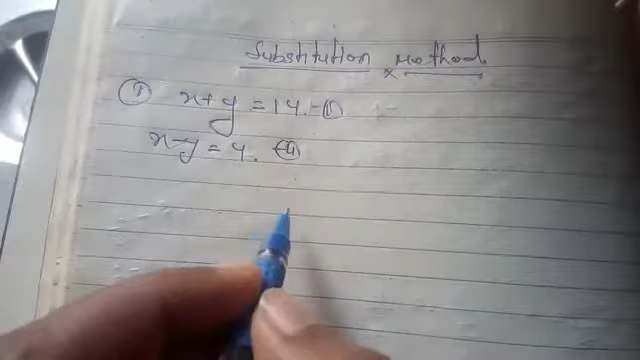 Substitution Method
① x+y = 14. - ①
x-y = 4. - ②